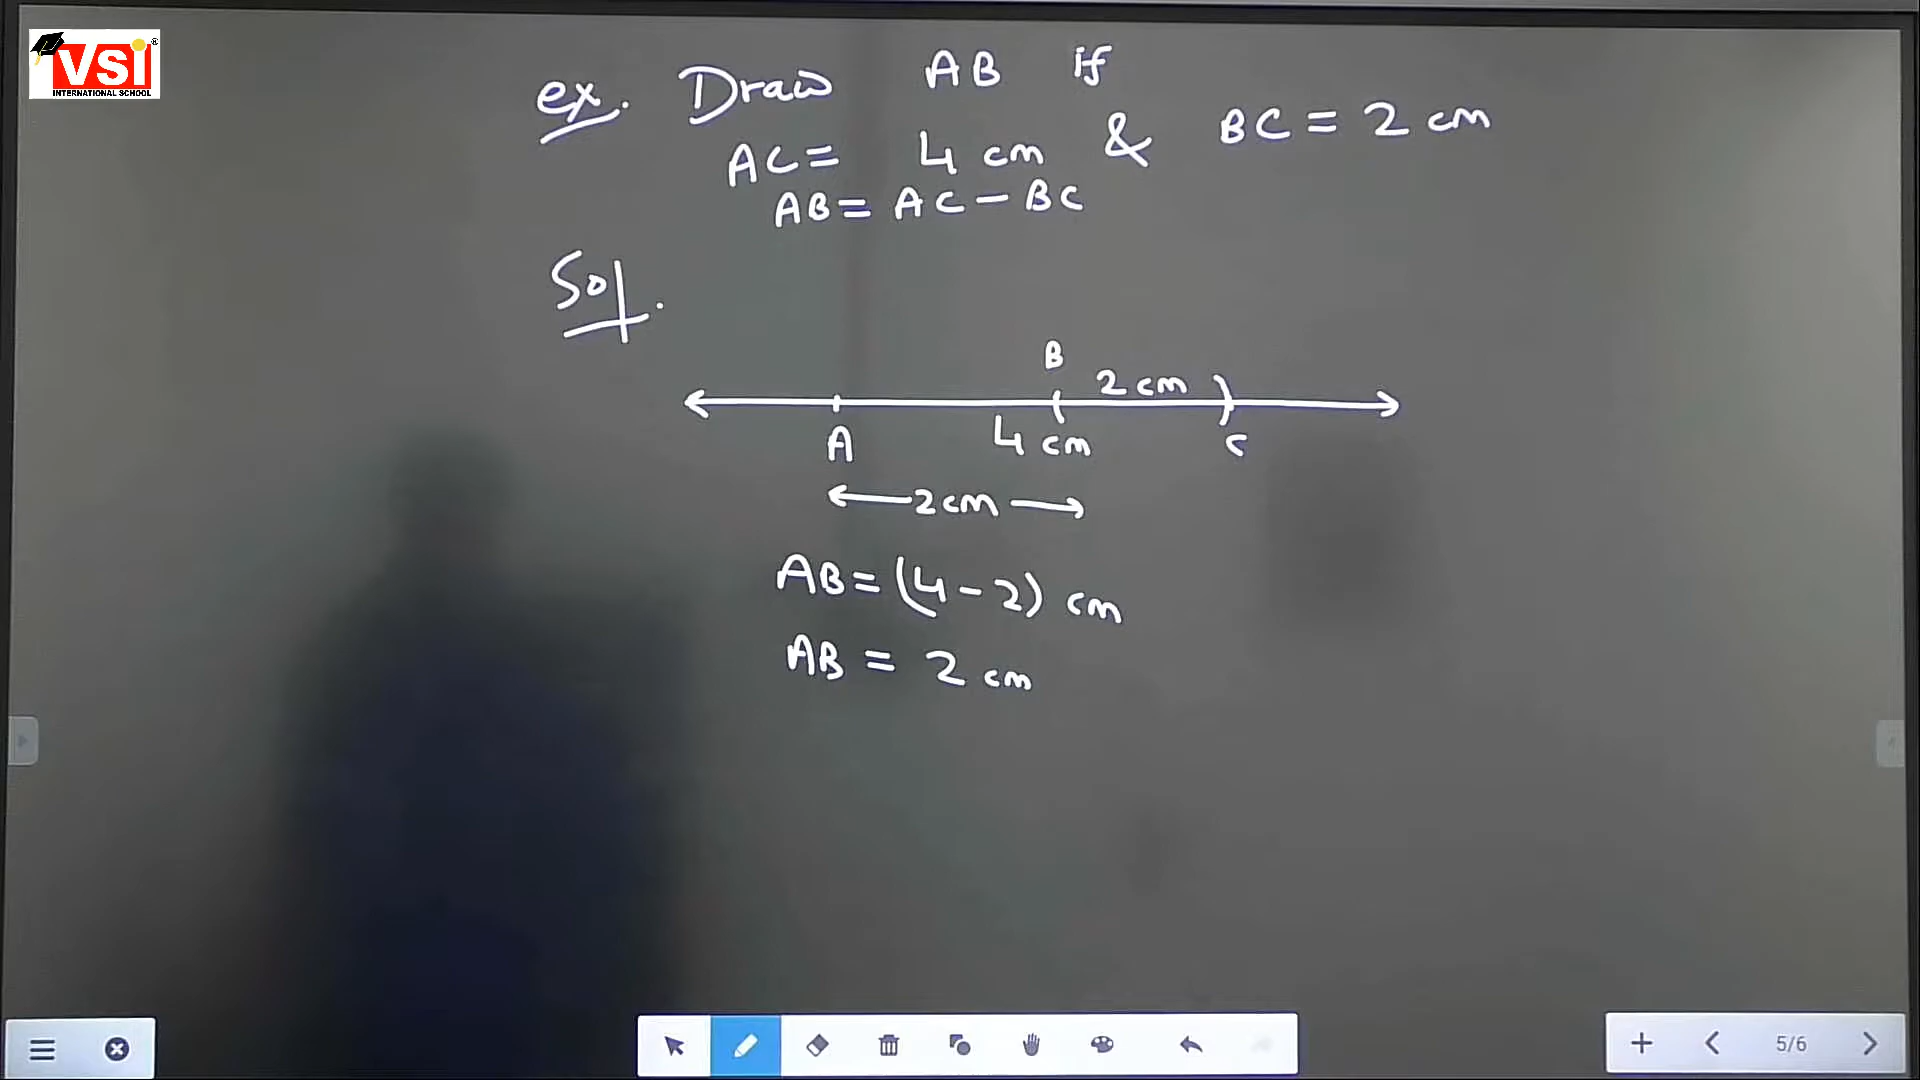 VSI
INTERNATIONAL SCHOOL
ex. Draw AB if
AC = 4 cm & BC = 2 cm
AB = AC - BC
Sol.
B
2 cm
A 4 cm C
2 cm
AB = (4 - 2) cm
AB = 2 cm
5/6